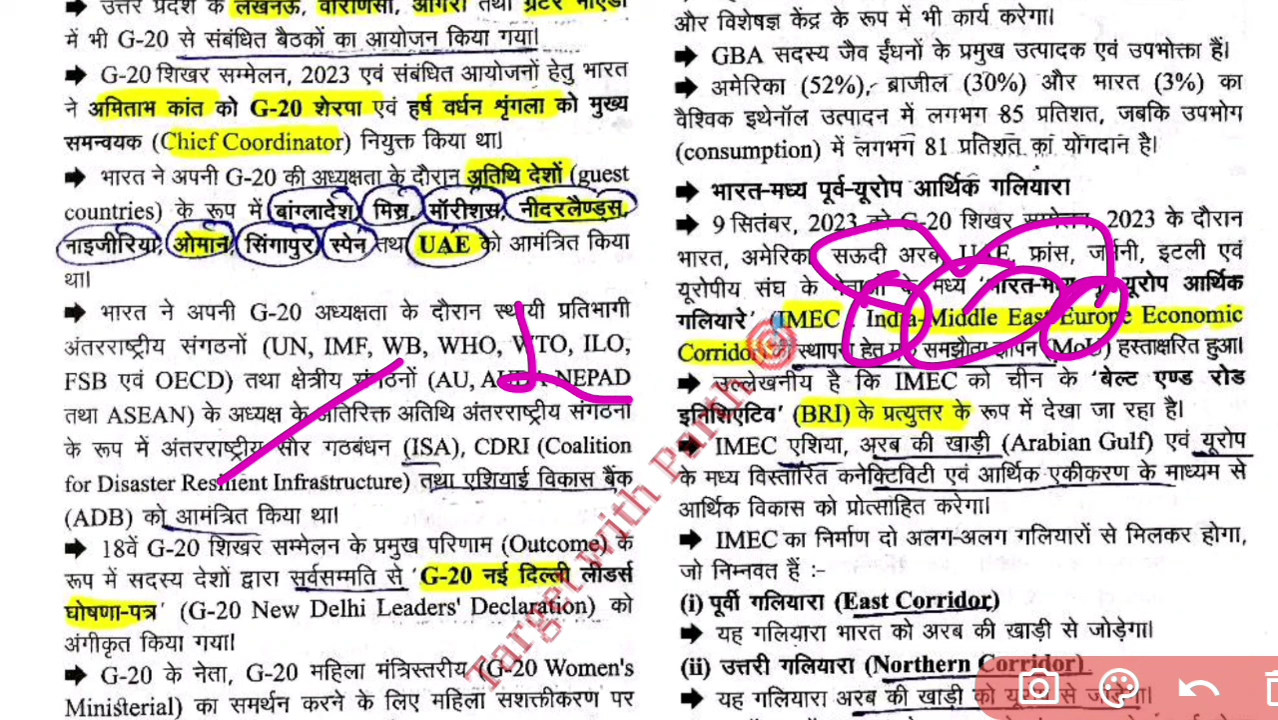 उत्तर प्रदेश के लखनऊ, वाराणसी, आगरा तथा ग्रेटर नोएडा
में भी G-20 से संबंधित बैठकों का आयोजन किया गया।
➡ G-20 शिखर सम्मेलन, 2023 एवं संबंधित आयोजनों हेतु भारत
ने अमिताभ कांत को G-20 शेरपा एवं हर्ष वर्धन शृंगला को मुख्य
समन्वयक (Chief Coordinator) नियुक्त किया था।
➡ भारत ने अपनी G-20 की अध्यक्षता के दौरान अतिथि देशों (guest
countries) के रूप में बांग्लादेश, मिस्र, मॉरीशस, नीदरलैण्ड्स,
नाइजीरिया, ओमान, सिंगापुर, स्पेन तथा UAE को आमंत्रित किया
था।
➡ भारत ने अपनी G-20 अध्यक्षता के दौरान स्थायी प्रतिभागी
अंतरराष्ट्रीय संगठनों (UN, IMF, WB, WHO, WTO, ILO,
FSB एवं OECD) तथा क्षेत्रीय संगठनों (AU, AUDA-NEPAD
तथा ASEAN) के अध्यक्ष के अतिरिक्त अतिथि अंतरराष्ट्रीय संगठनों
के रूप में अंतरराष्ट्रीय सौर गठबंधन (ISA), CDRI (Coalition
for Disaster Resilient Infrastructure) तथा एशियाई विकास बैंक
(ADB) को आमंत्रित किया था।
➡ 18वें G-20 शिखर सम्मेलन के प्रमुख परिणाम (Outcome) के
रूप में सदस्य देशों द्वारा सर्वसम्मति से 'G-20 नई दिल्ली लीडर्स
घोषणा-पत्र' (G-20 New Delhi Leaders' Declaration) को
अंगीकृत किया गया।
➡ G-20 के नेता, G-20 महिला मंत्रिस्तरीय (G-20 Women's
Ministerial) का समर्थन करने के लिए महिला सशक्तीकरण पर
और विशेषज्ञ केंद्र के रूप में भी कार्य करेगा।
➡ GBA सदस्य जैव ईंधनों के प्रमुख उत्पादक एवं उपभोक्ता हैं।
➡ अमेरिका (52%), ब्राजील (30%) और भारत (3%) का
वैश्विक इथेनॉल उत्पादन में लगभग 85 प्रतिशत, जबकि उपभोग
(consumption) में लगभग 81 प्रतिशत का योगदान है।
➡ भारत-मध्य पूर्व-यूरोप आर्थिक गलियारा
➡ 9 सितंबर, 2023 को G-20 शिखर सम्मेलन, 2023 के दौरान
भारत, अमेरिका, सऊदी अरब, UAE, फ्रांस, जर्मनी, इटली एवं
यूरोपीय संघ के नेताओं के मध्य 'भारत-मध्य पूर्व-यूरोप आर्थिक
गलियारे' (IMEC : India-Middle East-Europe Economic
Corridor) की स्थापना हेतु एक समझौता ज्ञापन (MoU) हस्ताक्षरित हुआ।
➡ उल्लेखनीय है कि IMEC को चीन के 'बेल्ट एण्ड रोड
इनिशिएटिव' (BRI) के प्रत्युत्तर के रूप में देखा जा रहा है।
➡ IMEC एशिया, अरब की खाड़ी (Arabian Gulf) एवं यूरोप
के मध्य विस्तारित कनेक्टिविटी एवं आर्थिक एकीकरण के माध्यम से
आर्थिक विकास को प्रोत्साहित करेगा।
➡ IMEC का निर्माण दो अलग-अलग गलियारों से मिलकर होगा,
जो निम्नवत हैं :-
(i) पूर्वी गलियारा (East Corridor)
➡ यह गलियारा भारत को अरब की खाड़ी से जोड़ेगा।
(ii) उत्तरी गलियारा (Northern Corridor)
➡ यह गलियारा अरब की खाड़ी को यूरोप से जोड़ेगा।
Target with Parth